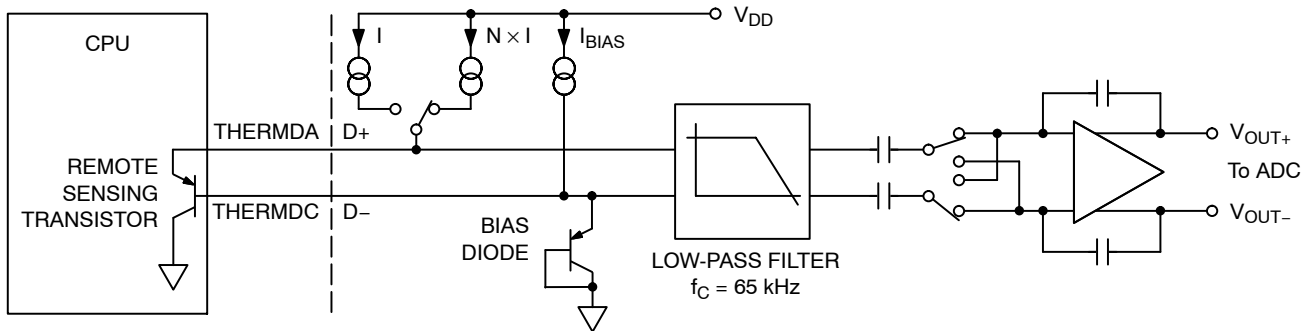 CPU
I
N × I
I_BIAS
V_DD
THERMDA
D+
REMOTE
SENSING
TRANSISTOR
THERMDC
D−
BIAS
DIODE
LOW-PASS FILTER
f_C = 65 kHz
V_OUT+
To ADC
V_OUT−